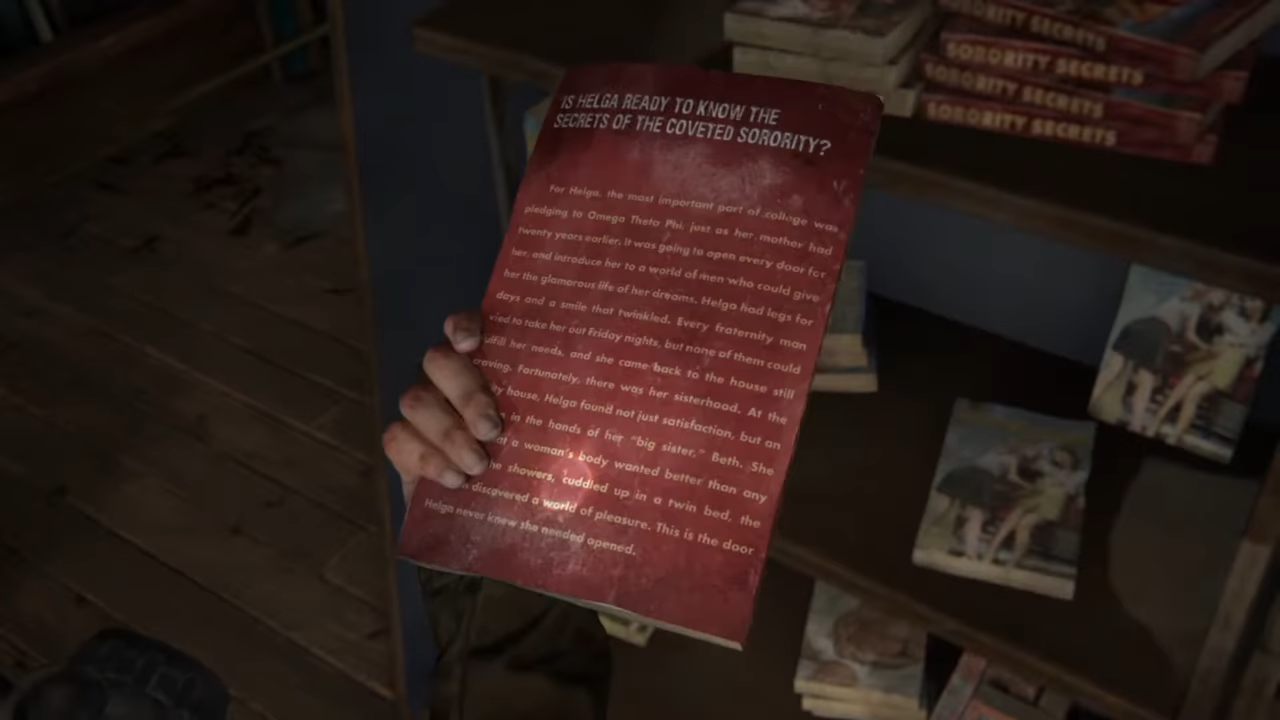 SORORITY SECRETS
SORORITY SECRETS
SORORITY SECRETS
SORORITY SECRETS
IS HELGA READY TO KNOW THE
SECRETS OF THE COVETED SORORITY?
For Helga, the most important part of college was
pledging to Omega Theta Phi, just as her mother had
twenty years earlier. It was going to open every door for
her, and introduce her to a world of men who could give
her the glamorous life of her dreams. Helga had legs for
days and a smile that twinkled. Every fraternity man
vied to take her out Friday nights, but none of them could
her needs, and she came back to the house still
Fortunately, there was her sisterhood. At the
house, Helga found not just satisfaction, but an
in the hands of her "big sister," Beth. She
a woman's body wanted better than any
showers, cuddled up in a twin bed, the
discovered a world of pleasure. This is the door
Helga never knew she needed opened.